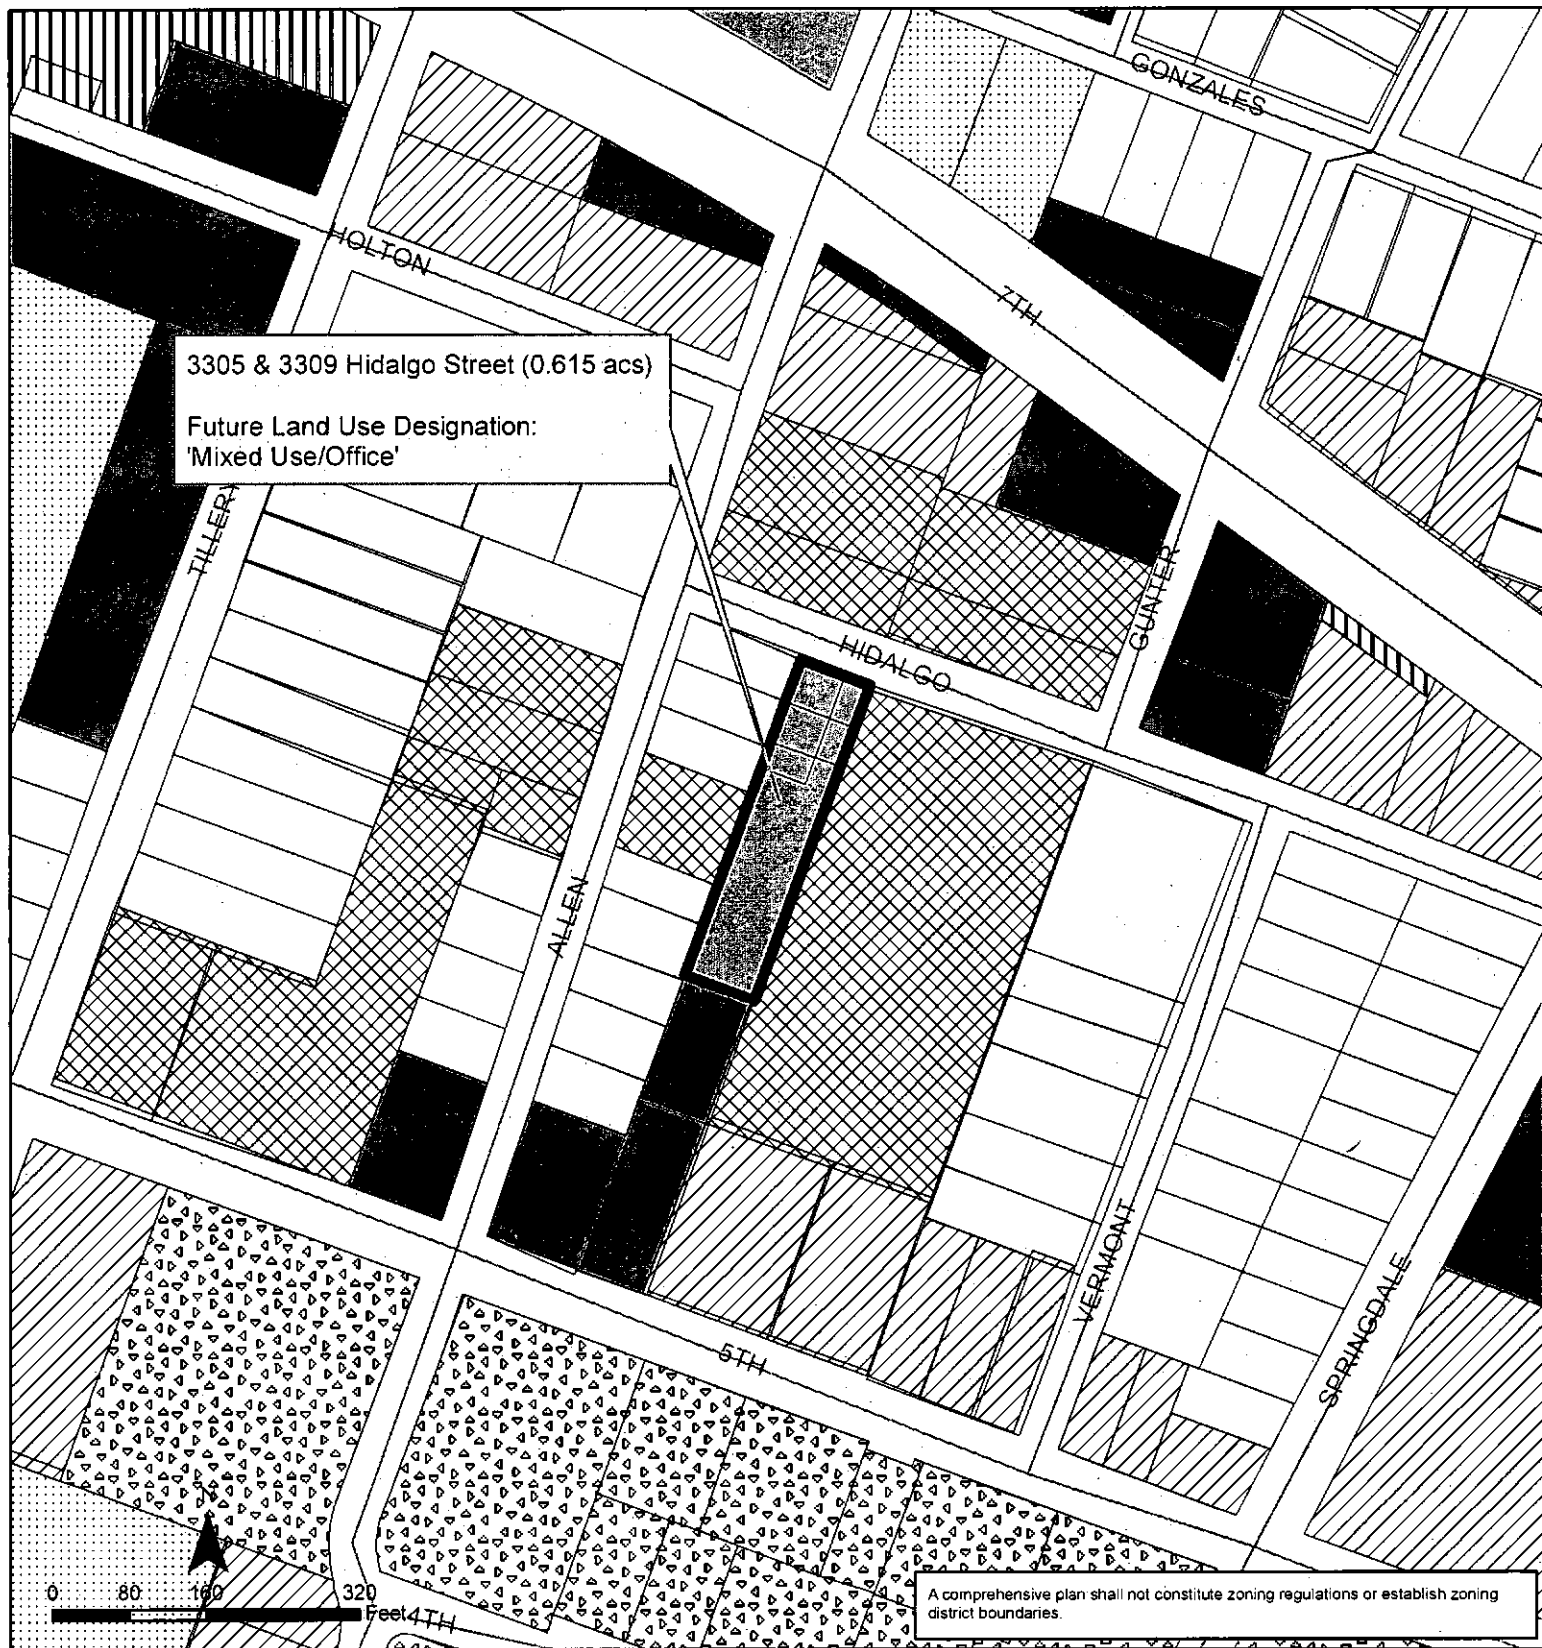 GONZALES
HOLTON
7TH
3305 & 3309 Hidalgo Street (0.615 acs)
Future Land Use Designation:
'Mixed Use/Office'
TILLERY
GUNTER
HIDALGO
ALLEN
VERMONT
SPRINGDALE
5TH
0 80 160 320
Feet
4TH
A comprehensive plan shall not constitute zoning regulations or establish zoning
district boundaries.